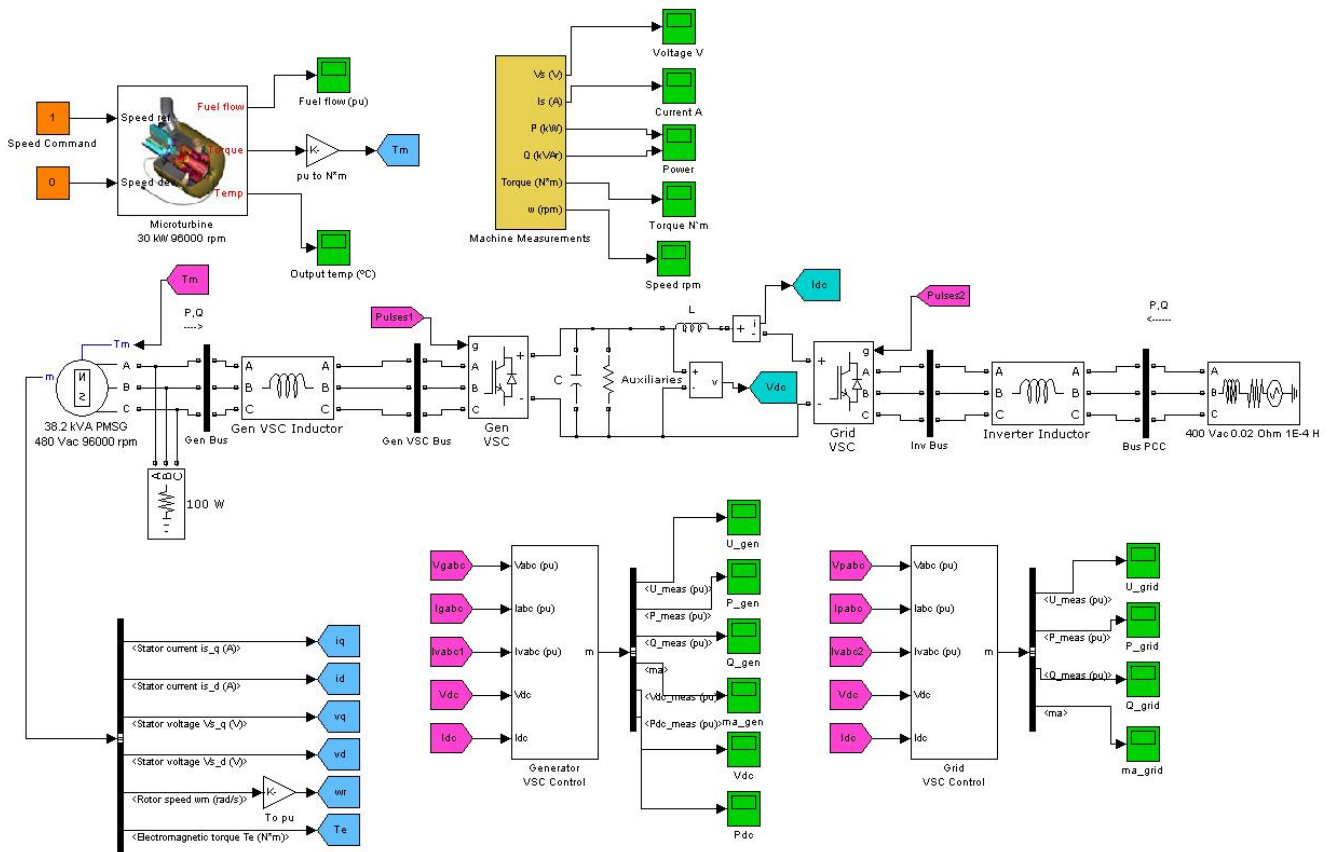 Voltage V
Vs (V)
Is (A)
P (kW)
Q (kVAr)
Torque (N*m)
w (rpm)
Machine Measurements
Current A
Power
Torque N`m
Speed rpm
1
Speed Command
0
Speed ref
Fuel flow
Torque
Temp
Microturbine
30 kW 96000 rpm
Fuel flow (pu)
K-
pu to N*m
Tm
Output temp (ºC)
Tm
P,Q
---->
Tm
m
N
S
A
B
C
38.2 kVA PMSG
480 Vac 96000 rpm
Gen Bus
A
B
C
100 W
A
B
C
A
B
C
Gen VSC Inductor
Gen VSC Bus
Pulses1
g
A
B
C
+
-
Gen
VSC
C
Auxiliaries
L
+
i
-
Idc
+
-
v
Vdc
Pulses2
+
-
g
A
B
C
Grid
VSC
Inv Bus
A
B
C
A
B
C
Inverter Inductor
P,Q
<-----
Bus PCC
A
B
C
400 Vac 0.02 Ohm 1E-4 H
<Stator current is_q (A)>
iq
<Stator current is_d (A)>
id
<Stator voltage Vs_q (V)>
vq
<Stator voltage Vs_d (V)>
vd
<Rotor speed wm (rad/s)>
K-
To pu
wr
<Electromagnetic torque Te (N*m)>
Te
Vgabc
Igabc
Ivabc1
Vdc
Idc
Vabc (pu)
Iabc (pu)
Ivabc (pu)
Vdc
Idc
m
Generator
VSC Control
<U_meas (pu)>
<P_meas (pu)>
<Q_meas (pu)>
<ma>
<Vdc_meas (pu)>
<Pdc_meas (pu)>
U_gen
P_gen
Q_gen
ma_gen
Vdc
Pdc
Vpabc
Ipabc
Ivabc2
Vdc
Idc
Vabc (pu)
Iabc (pu)
Ivabc (pu)
Vdc
Idc
m
Grid
VSC Control
<U_meas (pu)>
<P_meas (pu)>
<Q_meas (pu)>
<ma>
U_grid
P_grid
Q_grid
ma_grid